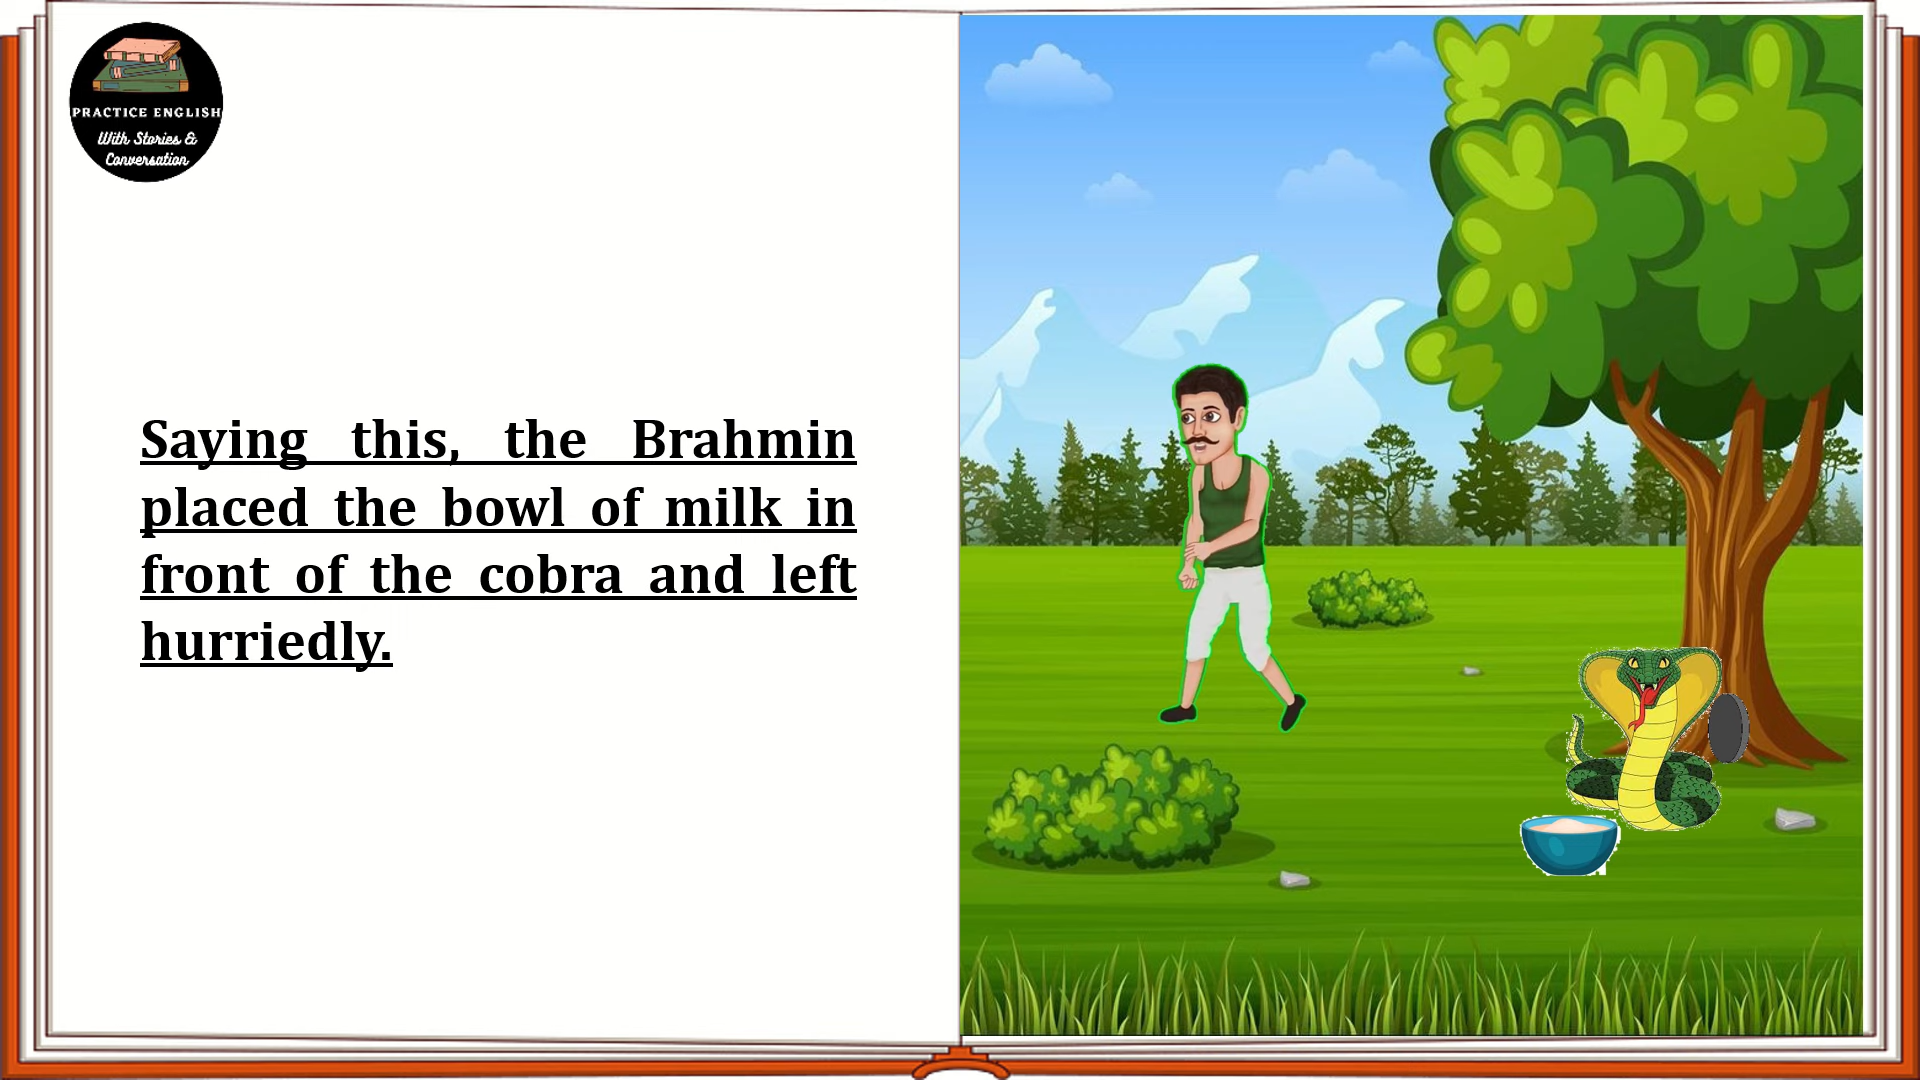 PRACTICE ENGLISH
With Stories &
Conversation
Saying this, the Brahmin
placed the bowl of milk in
front of the cobra and left
hurriedly.